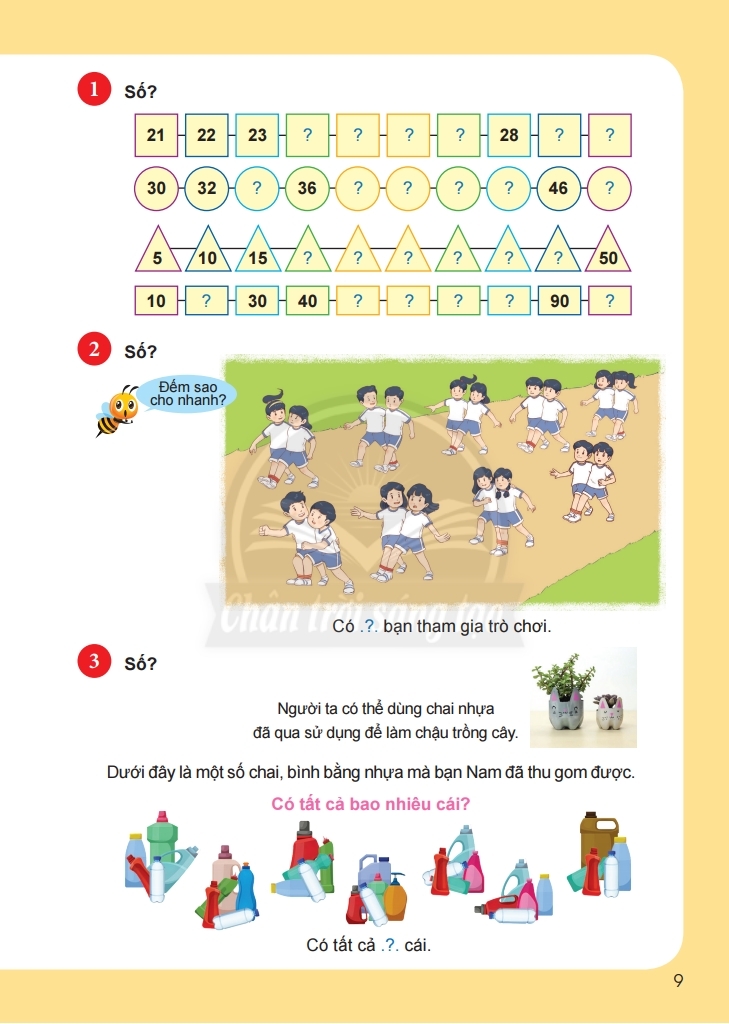 1 Số?
21 22 23 ? ? ? ? 28 ? ?
30 32 ? 36 ? ? ? ? 46 ?
5 10 15 ? ? ? ? ? ? 50
10 ? 30 40 ? ? ? ? 90 ?
2 Số?
Đếm sao
cho nhanh?
Chân trời sáng tạo
Có .?. bạn tham gia trò chơi.
3 Số?
Người ta có thể dùng chai nhựa
đã qua sử dụng để làm chậu trồng cây.
Dưới đây là một số chai, bình bằng nhựa mà bạn Nam đã thu gom được.
Có tất cả bao nhiêu cái?
Có tất cả .?. cái.
9